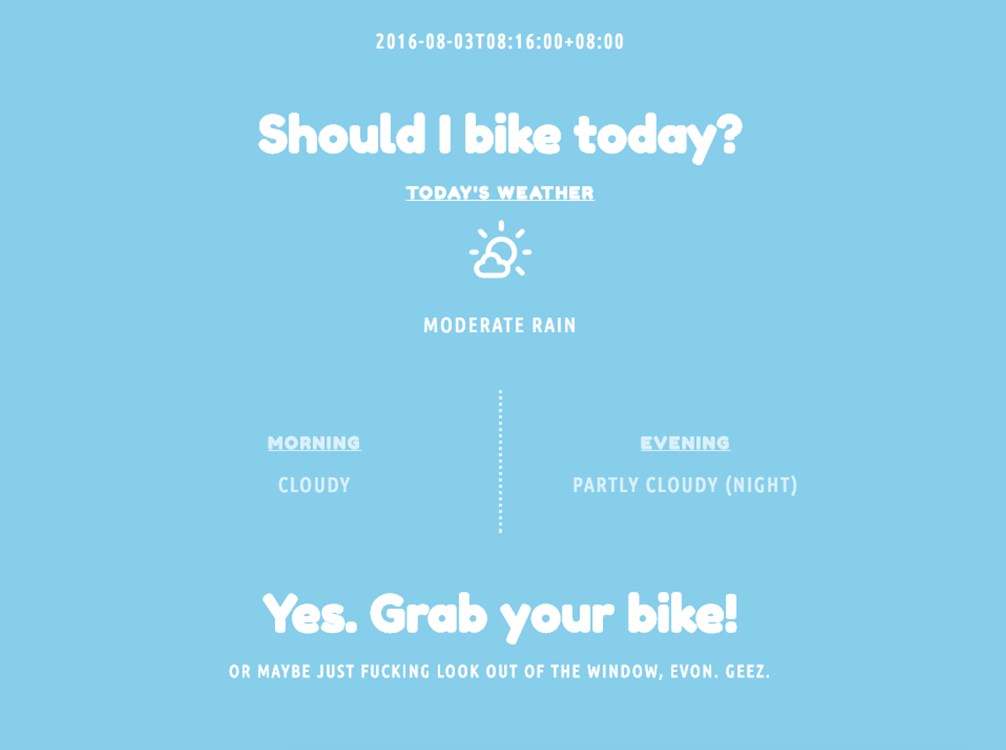 2016-08-03T08:16:00+08:00
Should I bike today?
TODAY'S WEATHER
MODERATE RAIN
MORNING
CLOUDY
EVENING
PARTLY CLOUDY (NIGHT)
Yes. Grab your bike!
OR MAYBE JUST FUCKING LOOK OUT OF THE WINDOW, EVON. GEEZ.